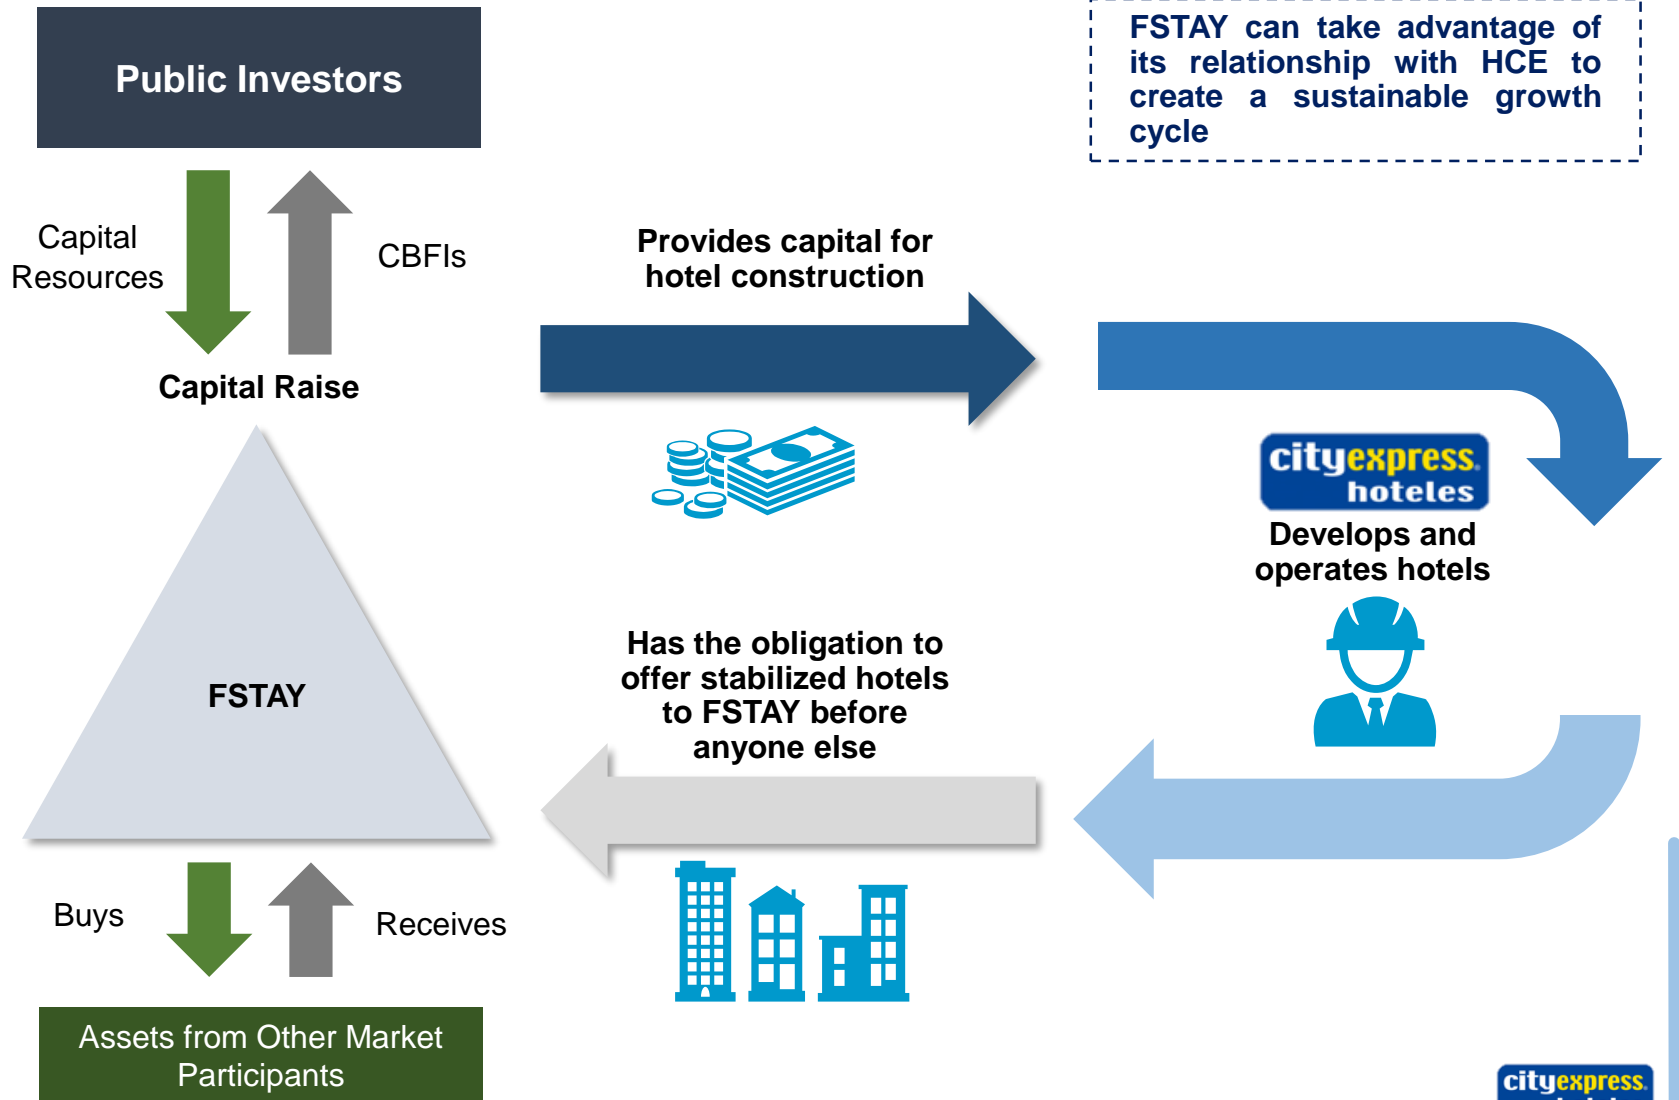 Public Investors
FSTAY can take advantage of
its relationship with HCE to
create a sustainable growth
cycle
Capital
Resources
CBFIs
Capital Raise
Provides capital for
hotel construction
cityexpress.
hoteles
Develops and
operates hotels
FSTAY
Has the obligation to
offer stabilized hotels
to FSTAY before
anyone else
Buys
Receives
Assets from Other Market
Participants
cityexpress.